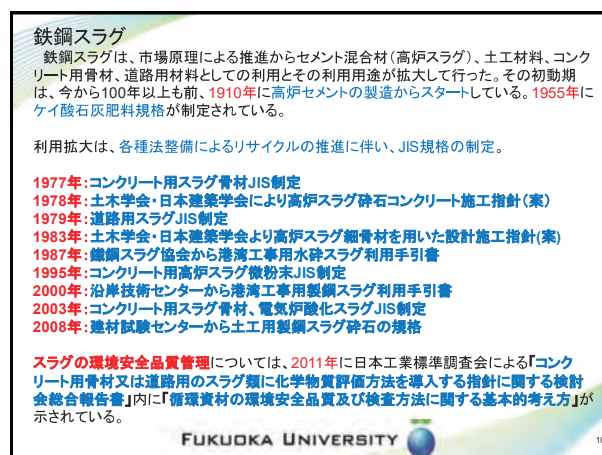 鉄鋼スラグ
鉄鋼スラグは、市場原理による推進からセメント混合材（高炉スラグ）、土工材料、コンク
リート用骨材、道路用材料としての利用とその利用用途が拡大して行った。その初動期
は、今から100年以上も前、1910年に高炉セメントの製造からスタートしている。1955年に
ケイ酸石灰肥料規格が制定されている。
利用拡大は、各種法整備によるリサイクルの推進に伴い、JIS規格の制定。
1977年：コンクリート用スラグ骨材JIS制定
1978年：土木学会・日本建築学会により高炉スラグ砕石コンクリート施工指針（案）
1979年：道路用スラグJIS制定
1983年：土木学会・日本建築学会より高炉スラグ細骨材を用いた設計施工指針(案)
1987年：鐵鋼スラグ協会から港湾工事用水砕スラグ利用手引書
1995年：コンクリート用高炉スラグ微粉末JIS制定
2000年：沿岸技術センターから港湾工事用製鋼スラグ利用手引書
2003年：コンクリート用スラグ骨材、電気炉酸化スラグJIS制定
2008年：建材試験センターから土工用製鋼スラグ砕石の規格
スラグの環境安全品質管理については、2011年に日本工業標準調査会による『コンク
リート用骨材又は道路用のスラグ類に化学物質評価方法を導入する指針に関する検討
会総合報告書』内に『循環資材の環境安全品質及び検査方法に関する基本的考え方』が
示されている。
FUKUOKA UNIVERSITY